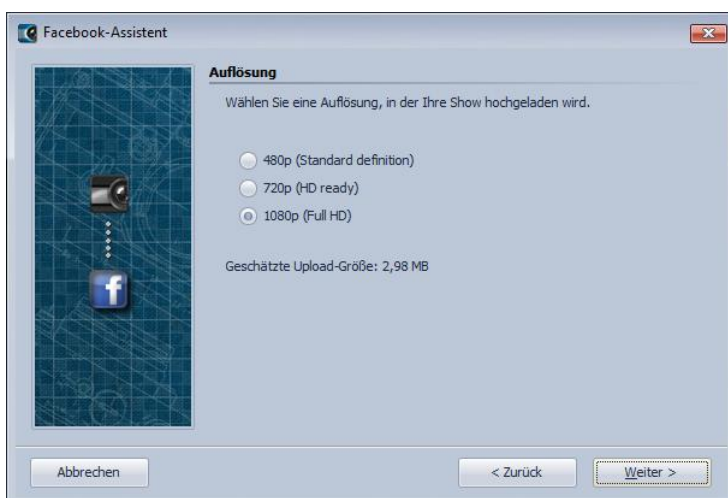 Facebook-Assistent
Auflösung
Wählen Sie eine Auflösung, in der Ihre Show hochgeladen wird.
480p (Standard definition)
720p (HD ready)
1080p (Full HD)
Geschätzte Upload-Größe: 2,98 MB
Abbrechen
< Zurück
Weiter >